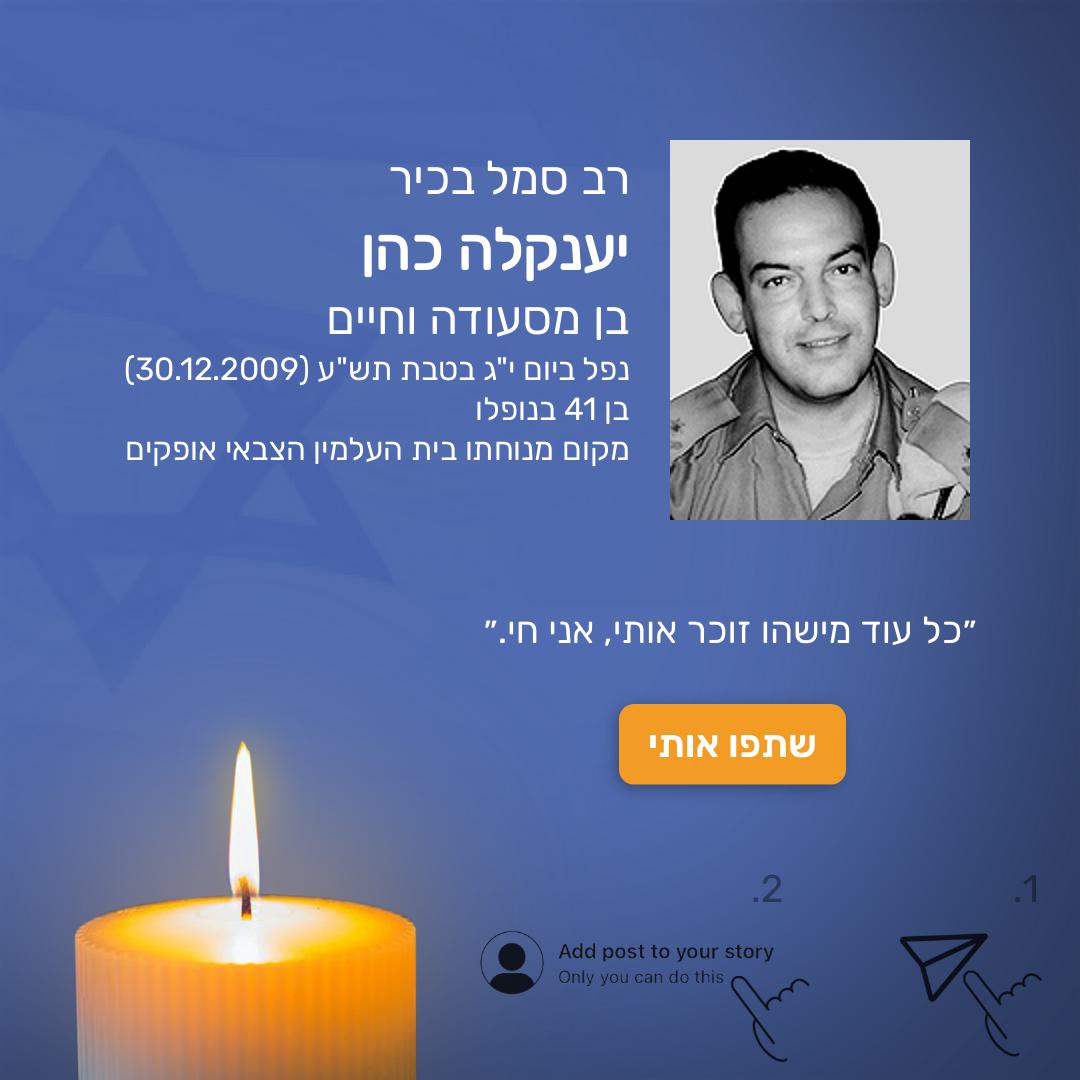 רב סמל בכיר
יענקלה כהן
בן מסעודה וחיים
נפל ביום י"ג בטבת תש"ע (30.12.2009)
בן 41 בנופלו
מקום מנוחתו בית העלמין הצבאי אופקים
״כל עוד מישהו זוכר אותי, אני חי.״
שתפו אותי
1.
2.
Add post to your story
Only you can do this